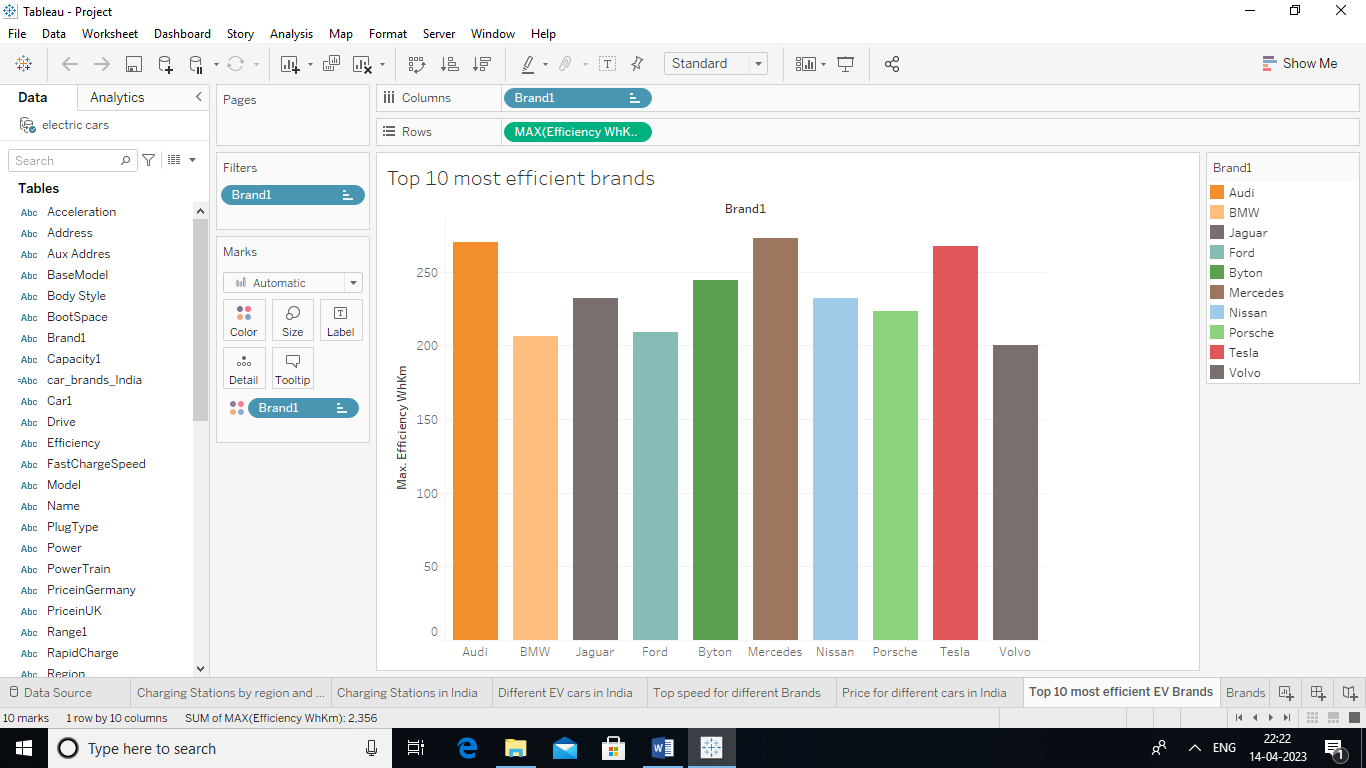 Tableau - Project
File Data Worksheet Dashboard Story Analysis Map Format Server Window Help
Standard
Show Me
Data Analytics
electric cars
Search
Tables
Abc Acceleration
Abc Address
Abc Aux Addres
Abc BaseModel
Abc Body Style
Abc BootSpace
Abc Brand1
Abc Capacity1
=Abc car_brands_India
Abc Car1
Abc Drive
Abc Efficiency
Abc FastChargeSpeed
Abc Model
Abc Name
Abc PlugType
Abc Power
Abc PowerTrain
Abc PriceinGermany
Abc PriceinUK
Abc Range1
Abc RapidCharge
Abc Region
Pages
Filters
Brand1
Marks
Automatic
Color Size Label
Detail Tooltip
Brand1
Columns Brand1
Rows MAX(Efficiency WhK..
Top 10 most efficient brands
Brand1
Max. Efficiency WhKm
250
200
150
100
50
0
Audi BMW Jaguar Ford Byton Mercedes Nissan Porsche Tesla Volvo
Brand1
Audi
BMW
Jaguar
Ford
Byton
Mercedes
Nissan
Porsche
Tesla
Volvo
Data Source Charging Stations by region and ... Charging Stations in India Different EV cars in India Top speed for different Brands Price for different cars in India Top 10 most efficient EV Brands Brands
10 marks 1 row by 10 columns SUM of MAX(Efficiency WhKm): 2,356
Type here to search
ENG
22:22
14-04-2023
1